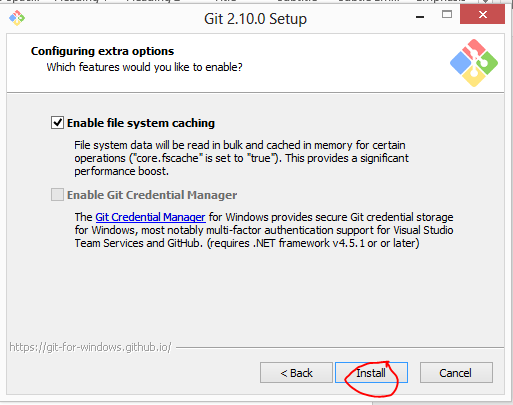 Git 2.10.0 Setup
Configuring extra options
Which features would you like to enable?
Enable file system caching
File system data will be read in bulk and cached in memory for certain
operations ("core.fscache" is set to "true"). This provides a significant
performance boost.
Enable Git Credential Manager
The Git Credential Manager for Windows provides secure Git credential storage
for Windows, most notably multi-factor authentication support for Visual Studio
Team Services and GitHub. (requires .NET framework v4.5.1 or or later)
https://git-for-windows.github.io/
< Back
Install
Cancel